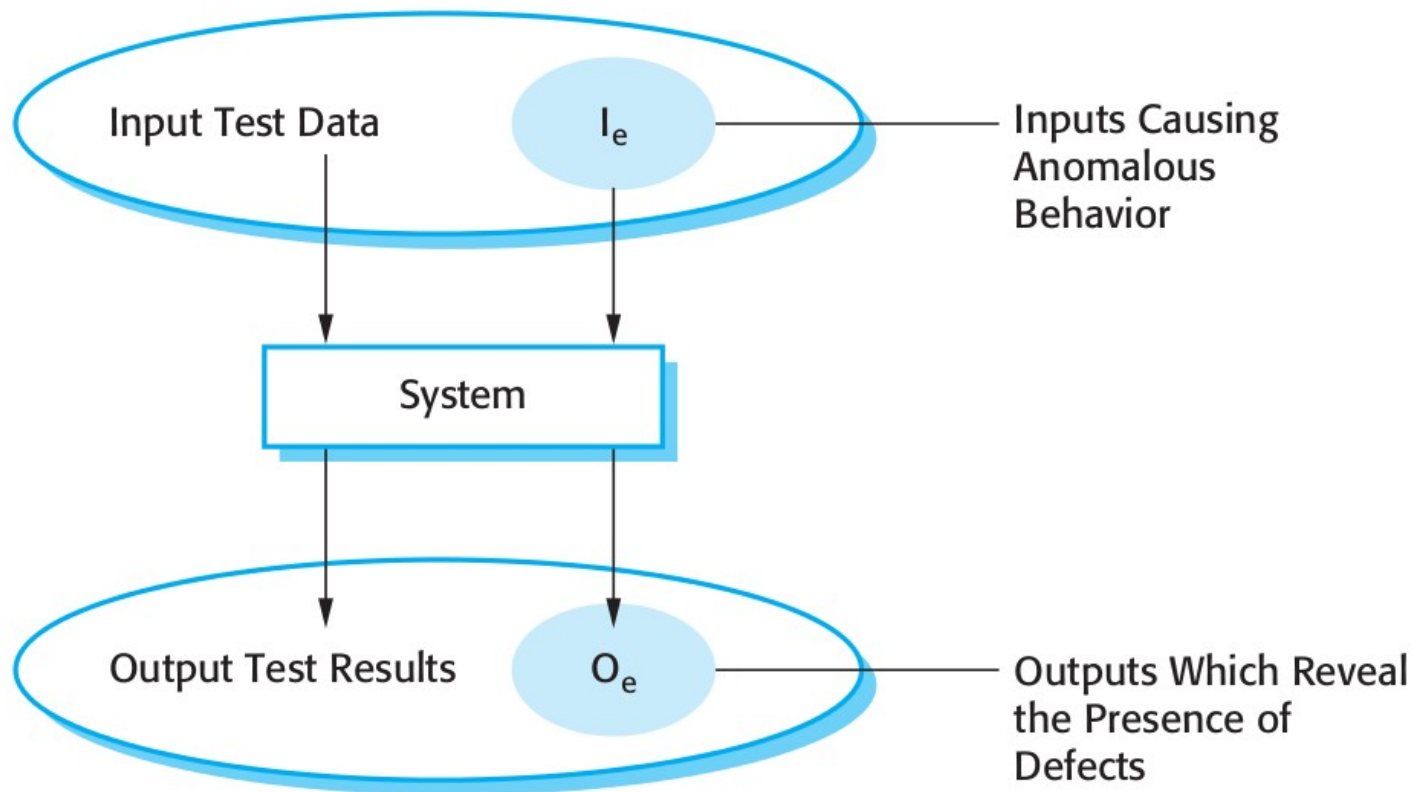 Input Test Data
Iₑ
Inputs Causing
Anomalous
Behavior
System
Output Test Results
Oₑ
Outputs Which Reveal
the Presence of
Defects